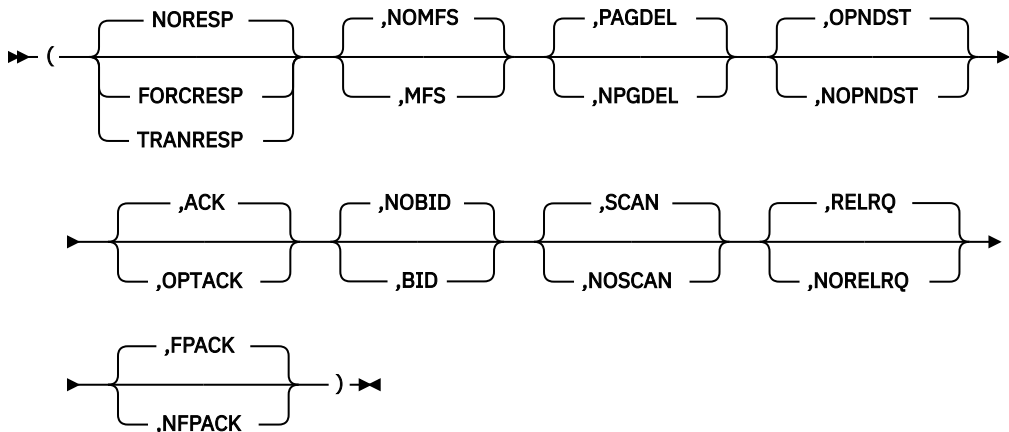 NORESP ,NOMFS ,PAGDEL ,OPNDST
(
FORCRESP ,MFS ,NPGDEL ,NOPNDST
TRANRESP
,ACK ,NOBID ,SCAN ,RELRQ
,OPTACK ,BID ,NOSCAN ,NORELRQ
,FPACK
)
,NFPACK